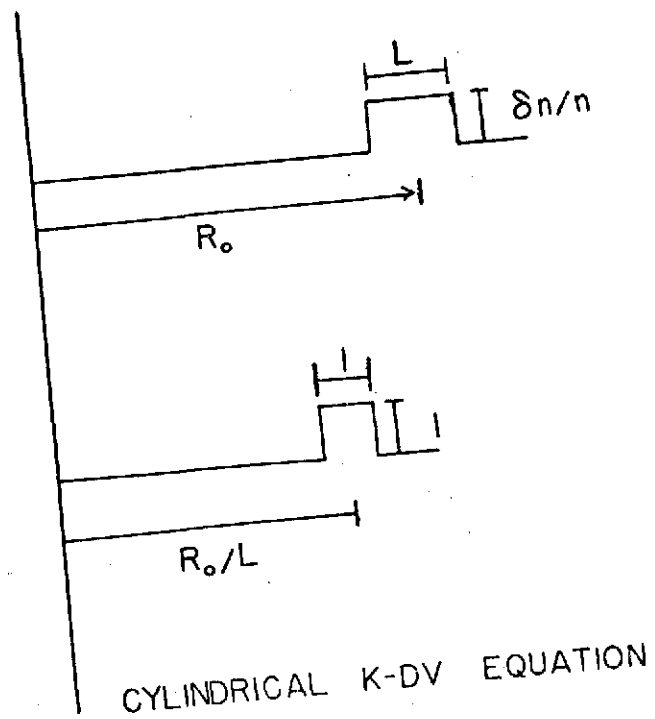 L
δn/n
R₀
1
1
R₀/L
CYLINDRICAL K-DV EQUATION